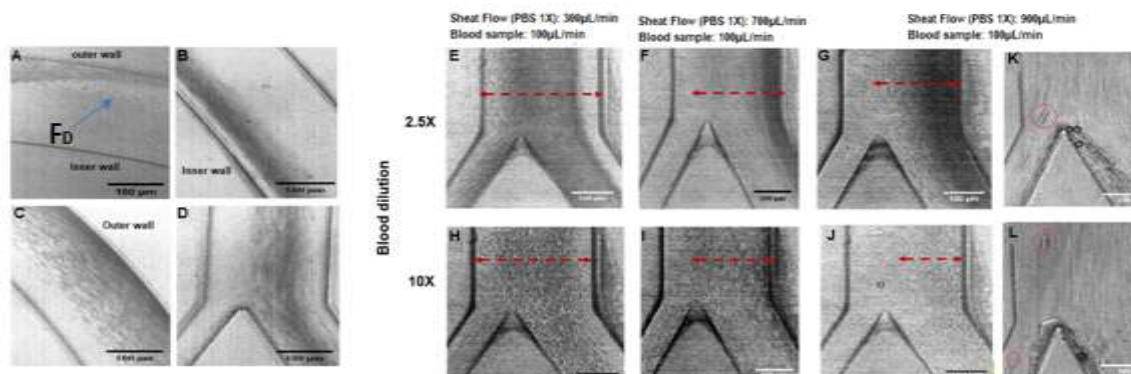 Sheat Flow (PBS 1X): 300µL/min
Blood sample: 100µL/min
Sheat Flow (PBS 1X): 700µL/min
Blood sample: 100µL/min
Sheat Flow (PBS 1X): 900µL/min
Blood sample: 100µL/min
A
outer wall
FD
Inner wall
100 µm
B
Inner wall
C
Outer wall
D
Blood dilution
2.5X
10X
E
F
G
100 µm
K
H
I
J
L